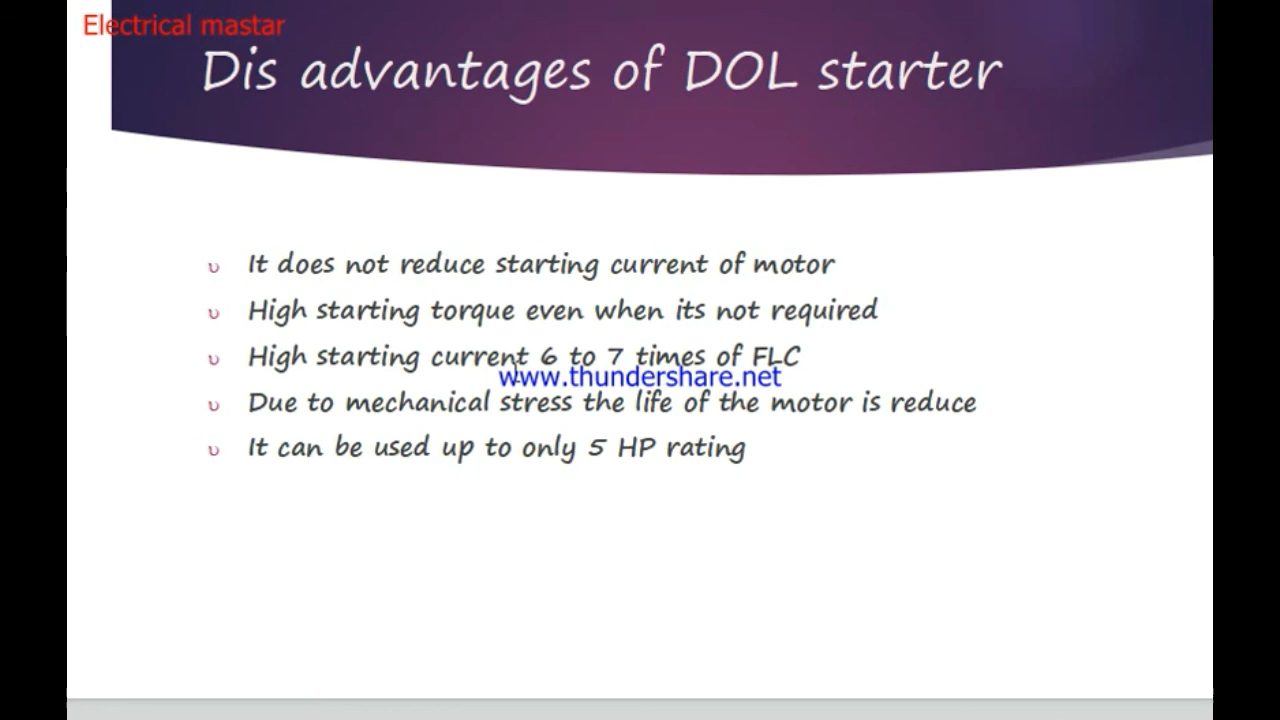 Electrical mastar
Dis advantages of DOL starter
It does not reduce starting current of motor
High starting torque even when its not required
High starting current 6 to 7 times of FLC
www.thundershare.net
Due to mechanical stress the life of the motor is reduce
It can be used up to only 5 HP rating